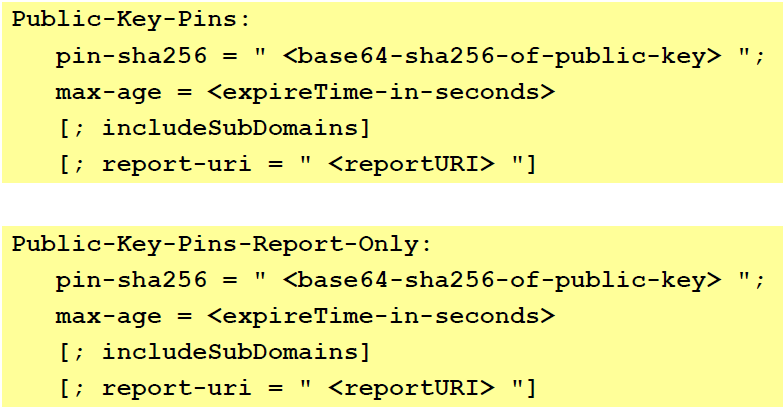 Public-Key-Pins:
pin-sha256 = " <base64-sha256-of-public-key> ";
max-age = <expireTime-in-seconds>
[; includeSubDomains]
[; report-uri = " <reportURI> "]
Public-Key-Pins-Report-Only:
pin-sha256 = " <base64-sha256-of-public-key> ";
max-age = <expireTime-in-seconds>
[; includeSubDomains]
[; report-uri = " <reportURI> "]